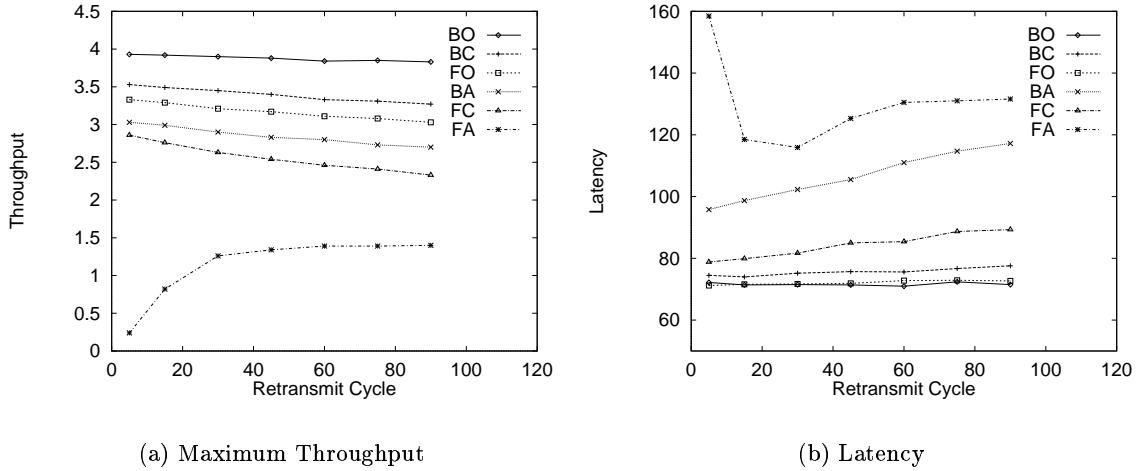 4.5
4
3.5
3
2.5
2
1.5
1
0.5
0
0 20 40 60 80 100 120
Throughput
Retransmit Cycle
BO
BC
FO
BA
FC
FA
(a) Maximum Throughput
160
140
120
100
80
60
0 20 40 60 80 100 120
Latency
Retransmit Cycle
BO
BC
FO
BA
FC
FA
(b) Latency